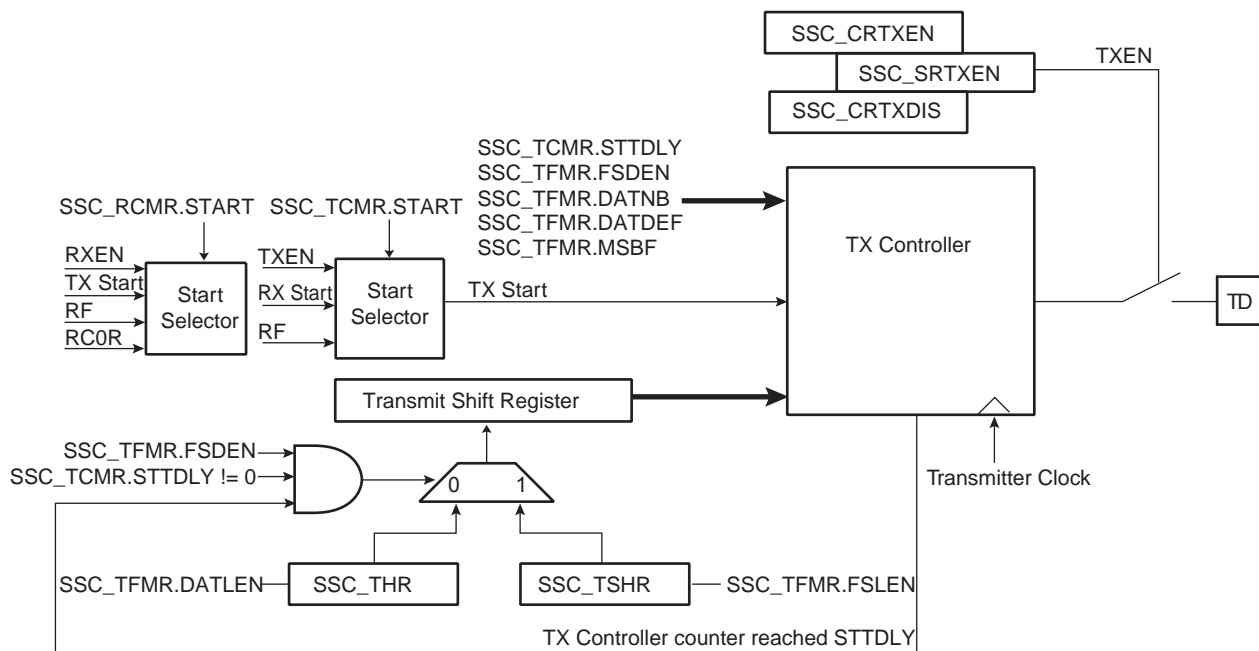 SSC_CRTXEN
SSC_SRTXEN
SSC_CRTXDIS
TXEN
SSC_TCMR.STTDLY
SSC_TFMR.FSDEN
SSC_TFMR.DATNB
SSC_TFMR.DATDEF
SSC_TFMR.MSBF
SSC_RCMR.START
SSC_TCMR.START
RXEN
TX Start
RF
RC0R
Start
Selector
TXEN
RX Start
RF
Start
Selector
TX Start
TX Controller
TD
Transmit Shift Register
SSC_TFMR.FSDEN
SSC_TCMR.STTDLY != 0
0 1
Transmitter Clock
SSC_TFMR.DATLEN
SSC_THR
SSC_TSHR
SSC_TFMR.FSLEN
TX Controller counter reached STTDLY